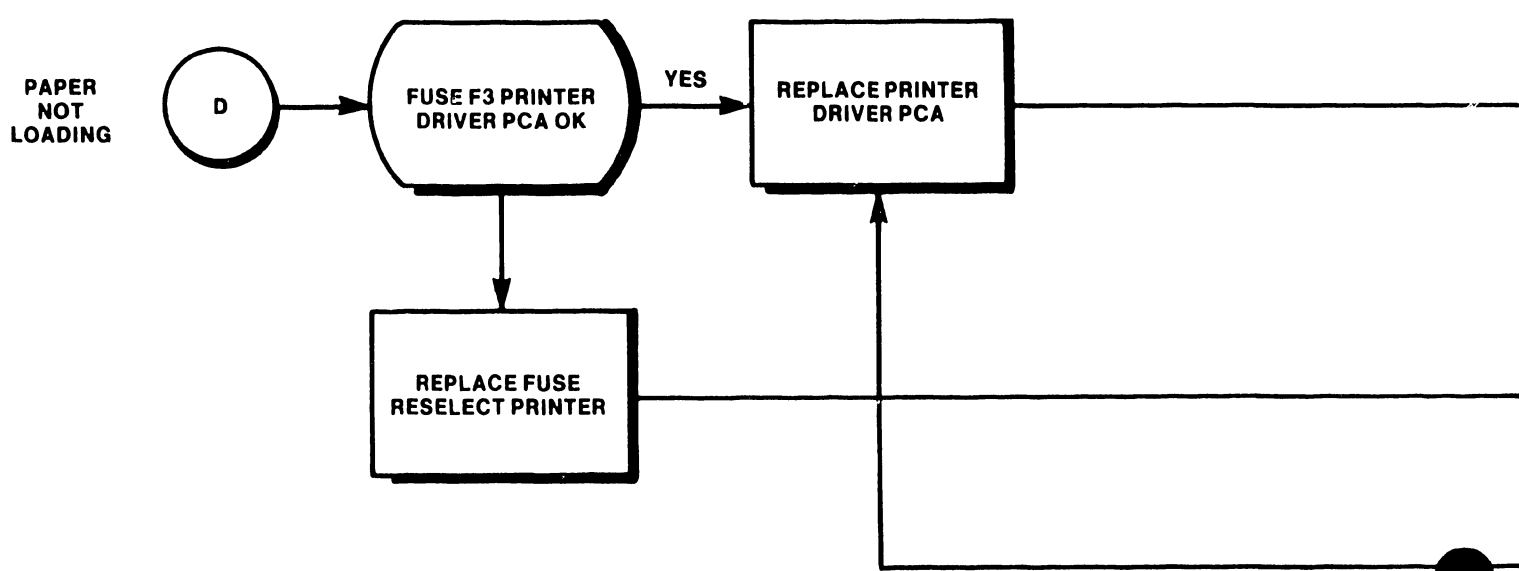 PAPER
NOT
LOADING
D
FUSE F3 PRINTER
DRIVER PCA OK
YES
REPLACE PRINTER
DRIVER PCA
REPLACE FUSE
RESELECT PRINTER